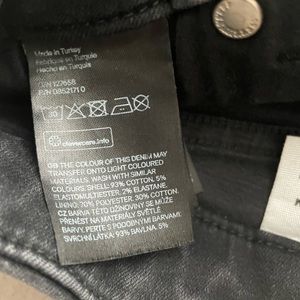 Made in Turkey
Fabriqué en Turquie
Hecho en Turquía
30
clevercare.info
GB THE COLOUR OF THIS DENIM MAY
TRANSFER ONTO LIGHT COLOURED
MATERIALS. WASH WITH SIMILAR
COLOURS. SHELL: 93% COTTON, 5%
ELASTOMULTIESTER, 2% ELASTANE.
LINING: 70% POLYESTER, 30% COTTON
CZ BARVA TÉTO DŽÍNOVINY SE MŮŽE
PŘENÉST NA MATERIÁLY SVĚTLÉ
BARVY. PERTE S PODOBNÝMI BARVAMI.
SVRCHNÍ LÁTKA: 93% BAVLNA, 5%